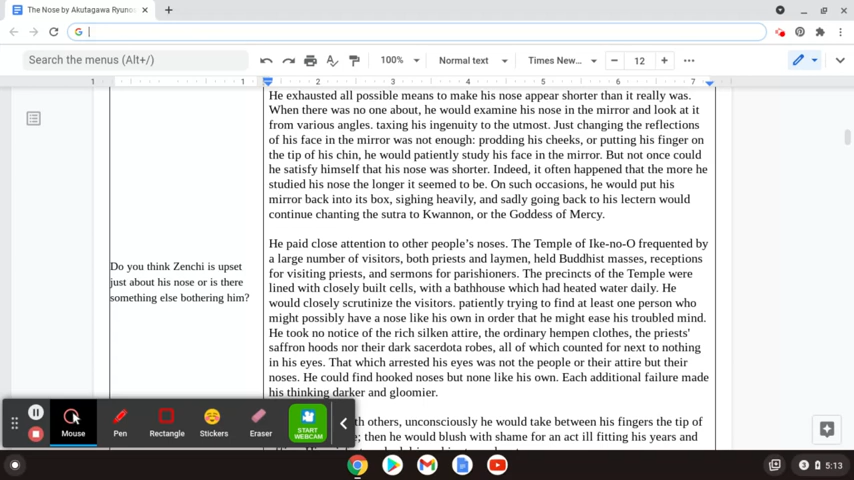 The Nose by Akutagawa Ryuno
Search the menus (Alt+/)
100%
Normal text
Times New...
12
1 1 2 3 4 5 6 7
He exhausted all possible means to make his nose appear shorter than it really was.
When there was no one about, he would examine his nose in the mirror and look at it
from various angles. taxing his ingenuity to the utmost. Just changing the reflections
of his face in the mirror was not enough: prodding his cheeks, or putting his finger on
the tip of his chin, he would patiently study his face in the mirror. But not once could
he satisfy himself that his nose was shorter. Indeed, it often happened that the more he
studied his nose the longer it seemed to be. On such occasions, he would put his
mirror back into its box, sighing heavily, and sadly going back to his lectern would
continue chanting the sutra to Kwannon, or the Goddess of Mercy.
Do you think Zenchi is upset
just about his nose or is there
something else bothering him?
He paid close attention to other people's noses. The Temple of Ike-no-O frequented by
a large number of visitors, both priests and laymen, held Buddhist masses, receptions
for visiting priests, and sermons for parishioners. The precincts of the Temple were
lined with closely built cells, with a bathhouse which had heated water daily. He
would closely scrutinize the visitors. patiently trying to find at least one person who
might possibly have a nose like his own in order that he might ease his troubled mind.
He took no notice of the rich silken attire, the ordinary hempen clothes, the priests'
saffron hoods nor their dark sacerdota robes, all of which counted for next to nothing
in his eyes. That which arrested his eyes was not the people or their attire but their
noses. He could find hooked noses but none like his own. Each additional failure made
his thinking darker and gloomier.
others, unconsciously he would take between his fingers the tip of
; then he would blush with shame for an act ill fitting his years and
Mouse
Pen
Rectangle
Stickers
Eraser
START
WEBCAM
3
5:13